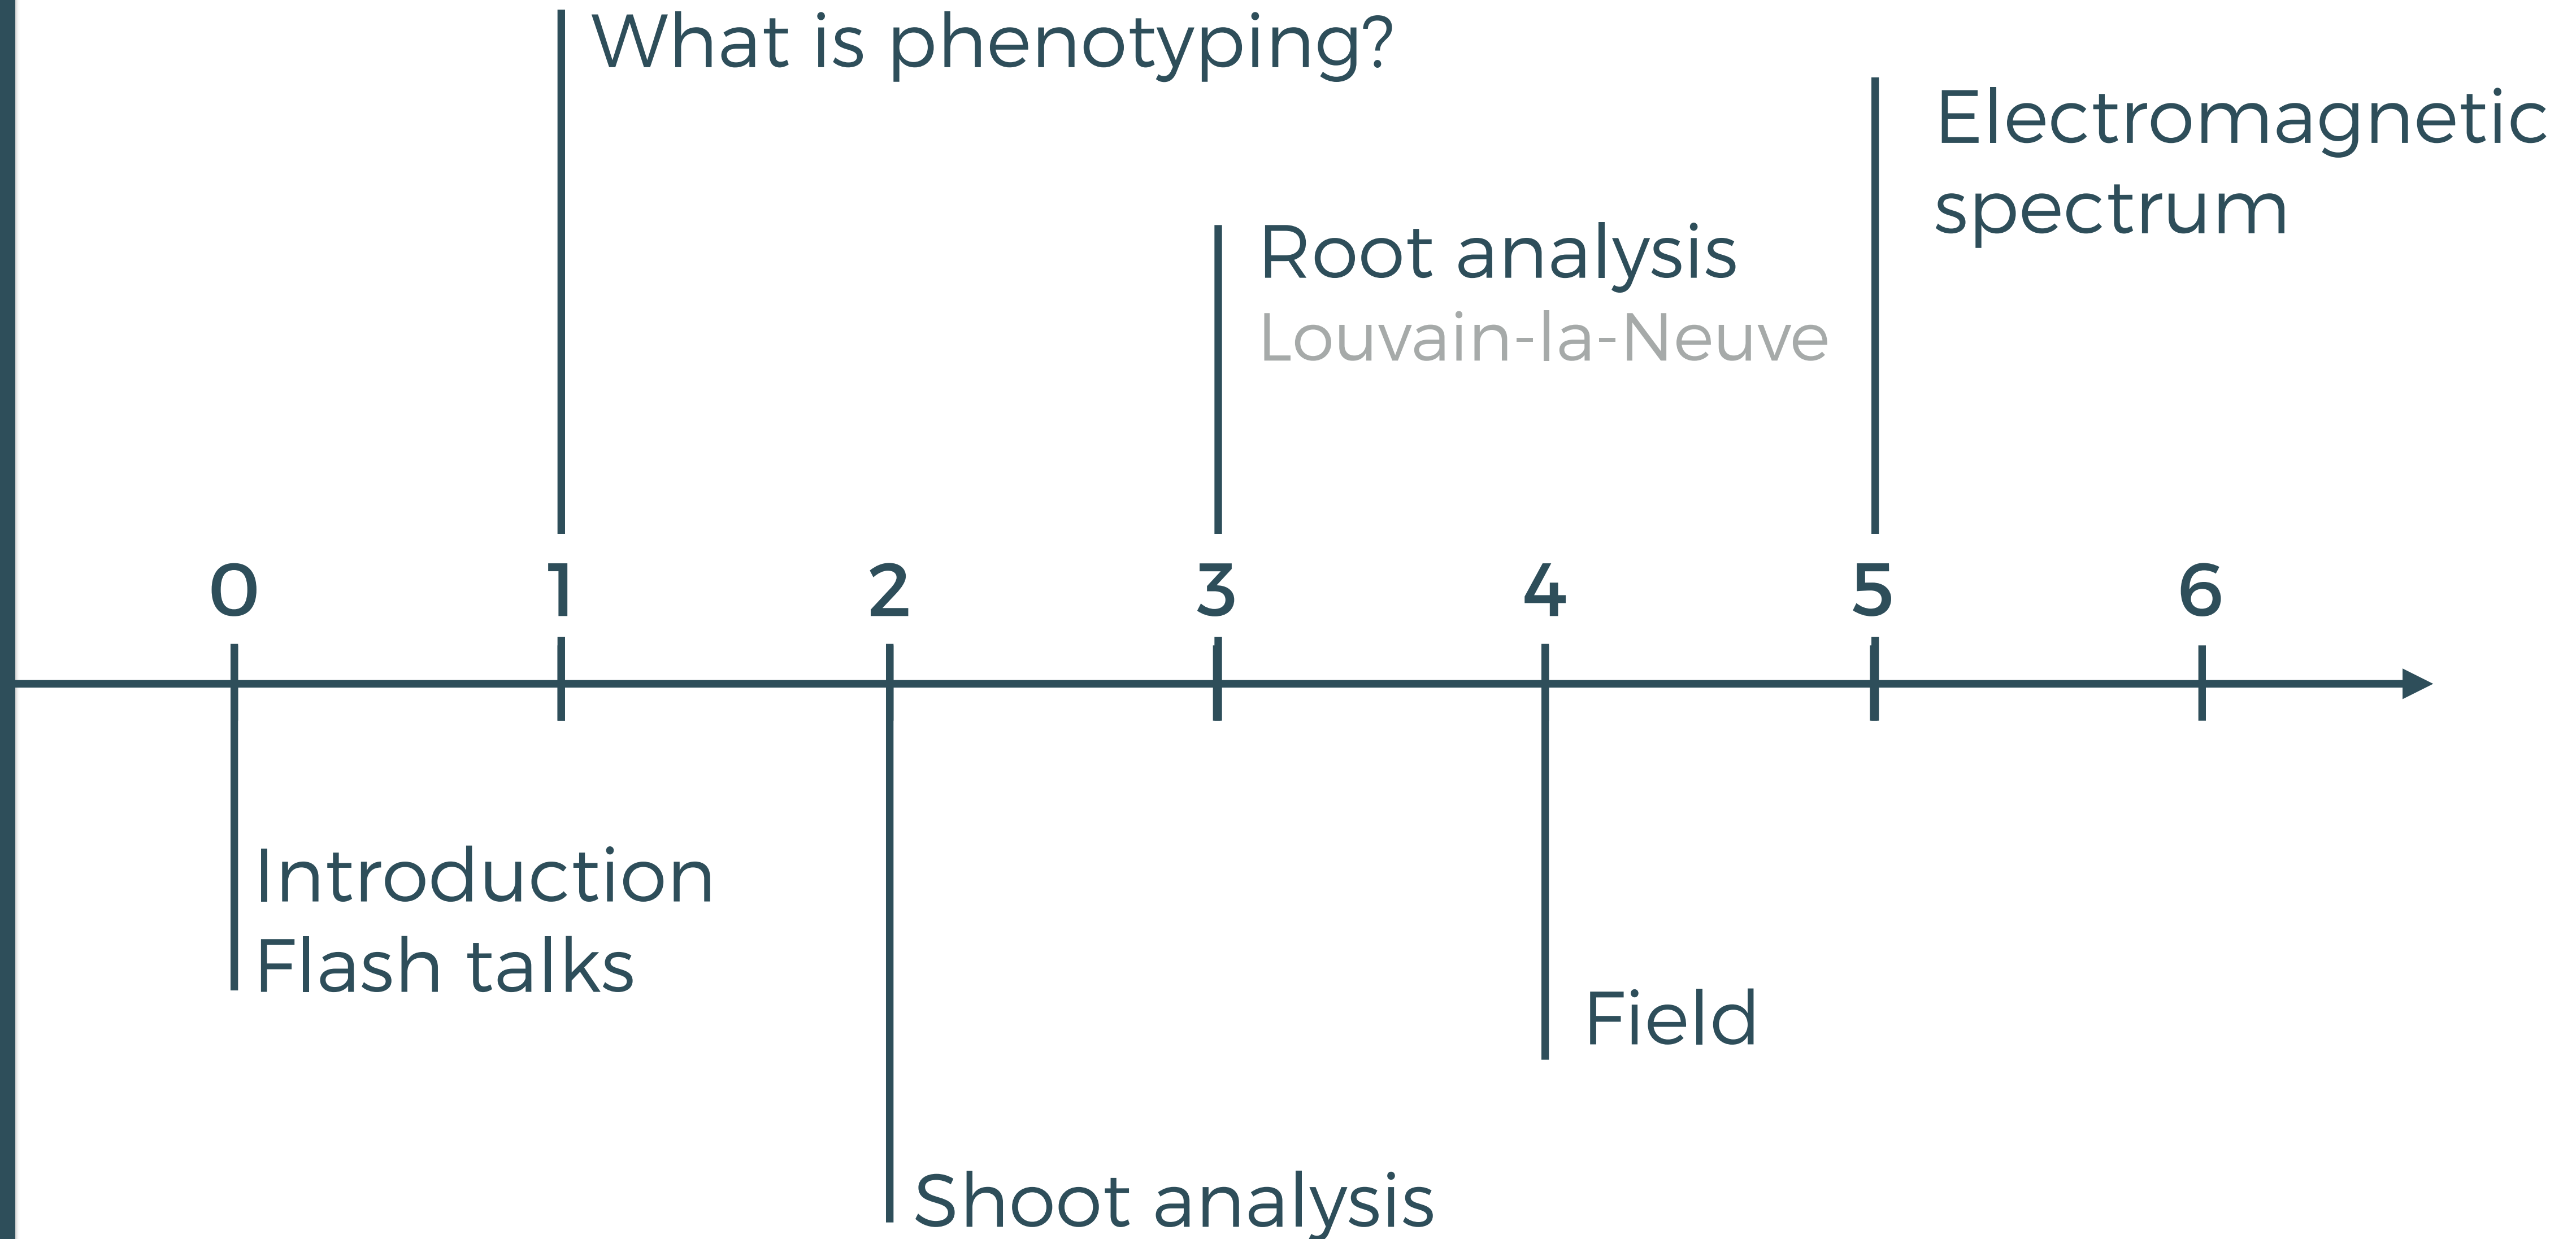 What is phenotyping?
Electromagnetic
spectrum
Root analysis
Louvain-la-Neuve
0 1 2 3 4 5 6
Introduction
Flash talks
Field
Shoot analysis